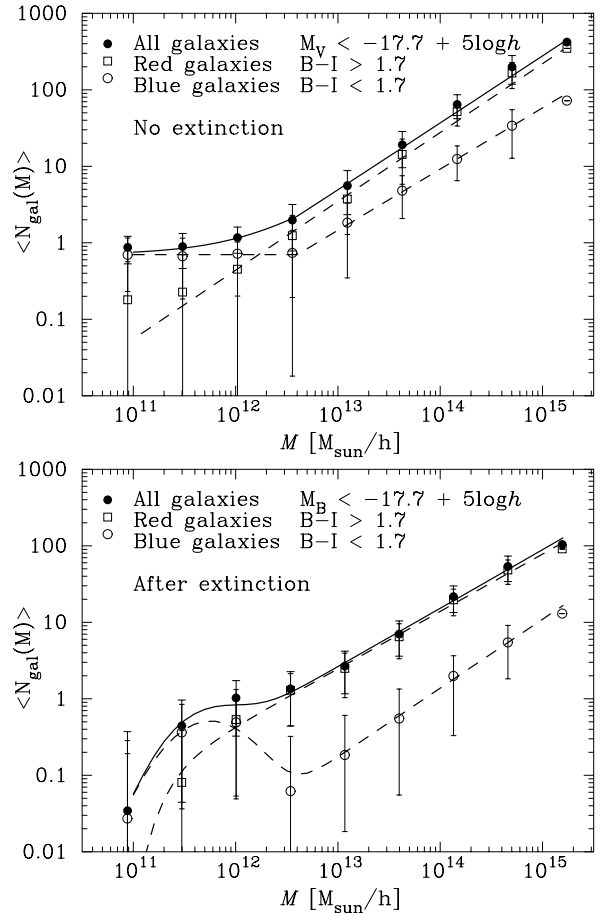 1000
100
10
1
0.1
0.01
<N_gal(M)>
All galaxies M_V < −17.7 + 5logh
Red galaxies B−I > 1.7
Blue galaxies B−I < 1.7
No extinction
10^11 10^12 10^13 10^14 10^15
M [M_sun/h]
1000
100
10
1
0.1
0.01
<N_gal(M)>
All galaxies M_B < −17.7 + 5logh
Red galaxies B−I > 1.7
Blue galaxies B−I < 1.7
After extinction
10^11 10^12 10^13 10^14 10^15
M [M_sun/h]